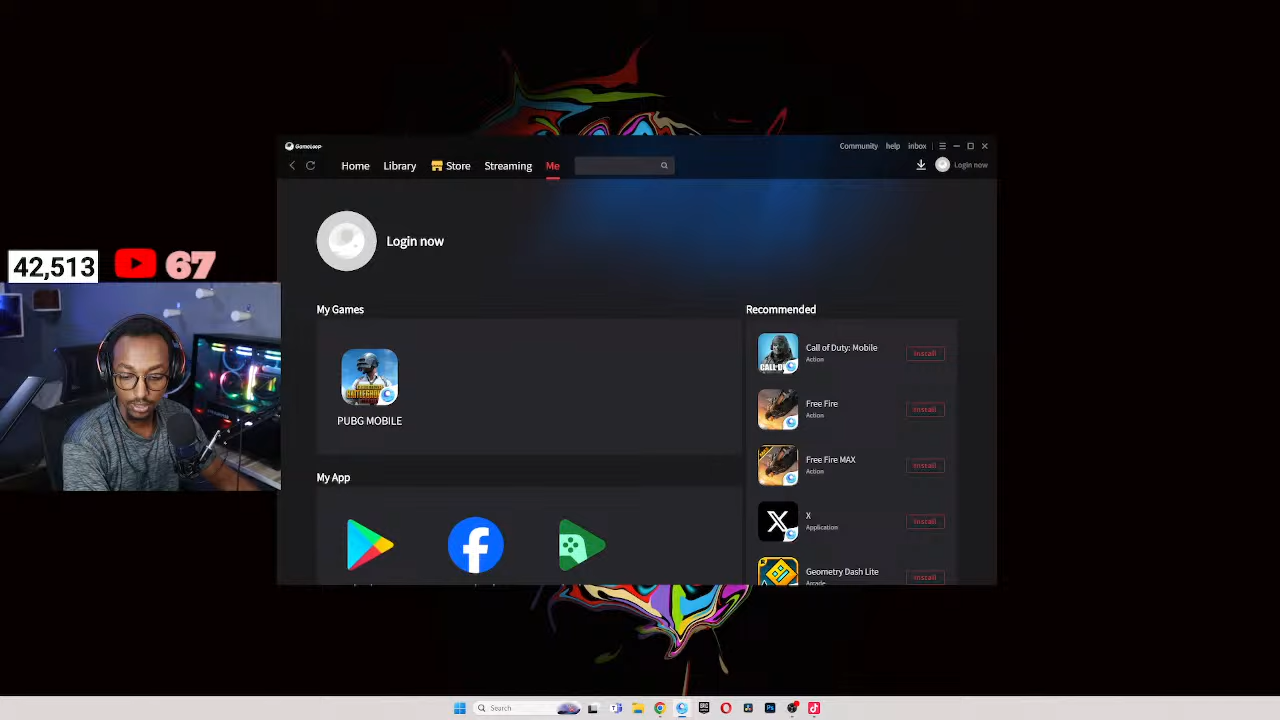 GameLoop
Community help inbox
Home Library Store Streaming Me
Login now
Login now
42,513 67
My Games
Recommended
PUBG MOBILE
Call of Duty: Mobile
Action
Install
Free Fire
Action
Install
Free Fire MAX
Action
Install
X
Application
Install
Geometry Dash Lite
Arcade
Install
My App
Search